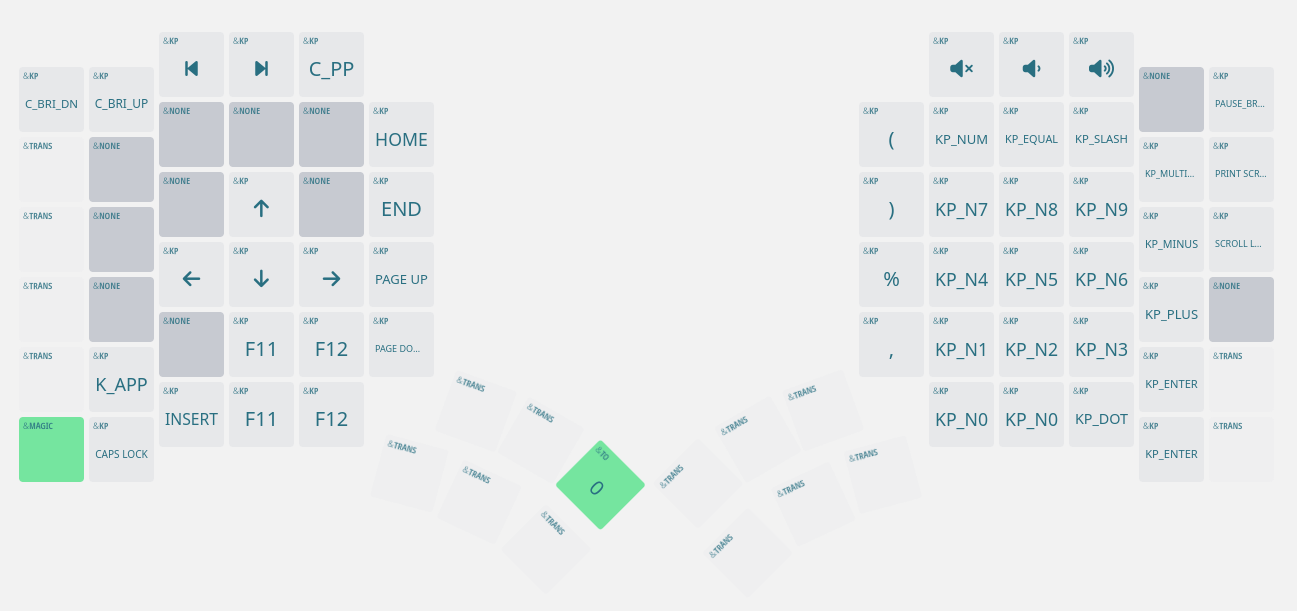 &KP &KP &KP &KP &KP &KP
C_PP
&KP &KP &NONE &KP
C_BRI_DN C_BRI_UP PAUSE_BR...
&NONE &NONE &NONE &KP &KP &KP &KP &KP
HOME ( KP_NUM KP_EQUAL KP_SLASH
&TRANS &NONE &KP &KP
KP_MULTI... PRINT SCR...
&NONE &KP &NONE &KP &KP &KP &KP &KP
↑ END ) KP_N7 KP_N8 KP_N9
&TRANS &NONE &KP &KP
KP_MINUS SCROLL L...
&KP &KP &KP &KP &KP &KP &KP &KP
← ↓ → PAGE UP % KP_N4 KP_N5 KP_N6
&TRANS &NONE &KP &NONE
KP_PLUS
&NONE &KP &KP &KP &KP &KP &KP &KP
F11 F12 PAGE DO... , KP_N1 KP_N2 KP_N3
&TRANS &KP &KP &TRANS
K_APP KP_ENTER
&KP &KP &KP &KP &KP &KP
INSERT F11 F12 KP_N0 KP_N0 KP_DOT
&MAGIC &KP &KP &TRANS
CAPS LOCK KP_ENTER
&TRANS &TRANS &TRANS &TRANS
&TRANS &TRANS &TO &TRANS &TRANS &TRANS
0
&TRANS &TRANS